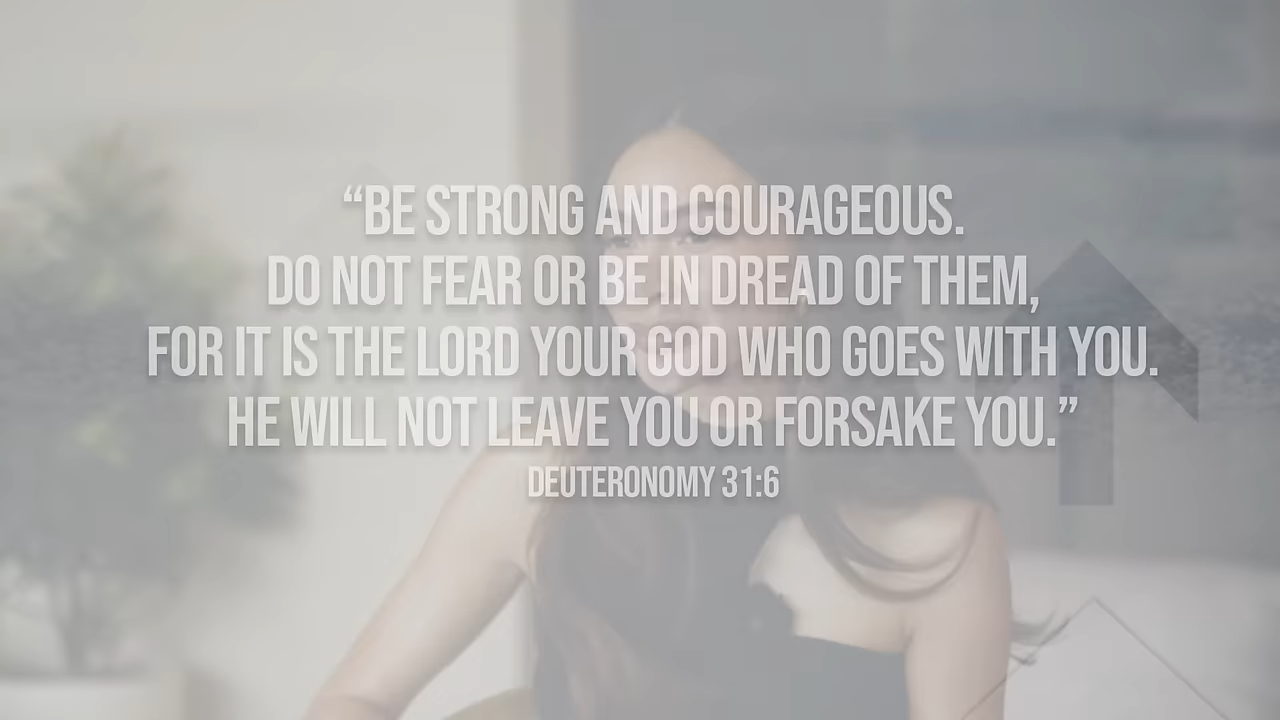 “BE STRONG AND COURAGEOUS.
DO NOT FEAR OR BE IN DREAD OF THEM,
FOR IT IS THE LORD YOUR GOD WHO GOES WITH YOU.
HE WILL NOT LEAVE YOU OR FORSAKE YOU.”
DEUTERONOMY 31:6